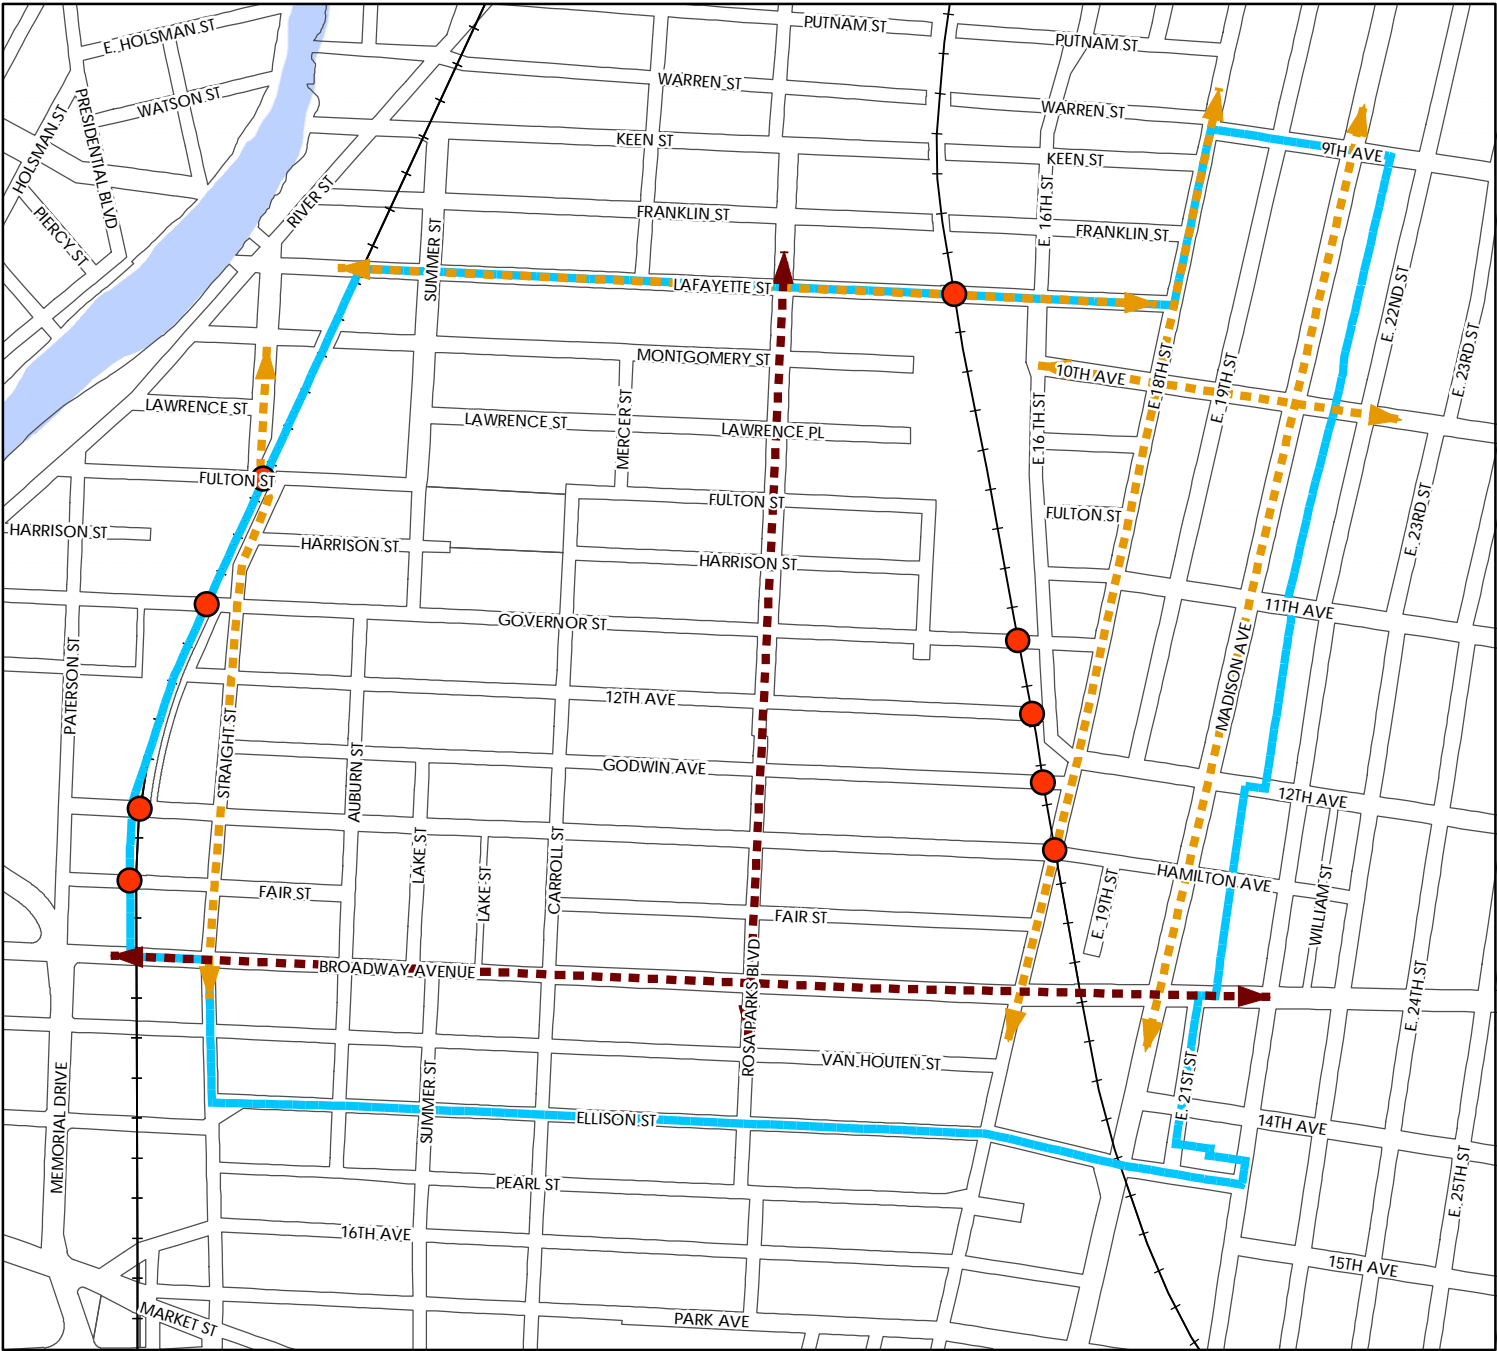 E. HOLSMAN ST
PUTNAM ST
PUTNAM ST
WATSON ST
PRESIDENTIAL BLVD
HOLSMAN ST
WARREN ST
WARREN ST
KEEN ST
KEEN ST
9TH AVE
PIERCY ST
RIVER ST
SUMMER ST
FRANKLIN ST
E. 16TH ST
FRANKLIN ST
LAFAYETTE ST
E. 22ND ST
MONTGOMERY ST
10TH AVE
E.18TH ST
E. 19TH ST
E. 23RD ST
LAWRENCE ST
LAWRENCE ST
MERCER ST
LAWRENCE PL
E.16 TH ST
FULTON ST
FULTON ST
FULTON ST
E. 23RD ST
HARRISON ST
HARRISON ST
HARRISON ST
GOVERNOR ST
11TH AVE
PATERSON ST
12TH AVE
MADISON AVE
STRAIGHT ST
AUBURN ST
GODWIN AVE
12TH AVE
LAKE ST
LAKE ST
CARROLL ST
FAIR ST
FAIR ST
HAMILTON AVE
E. 19TH ST
WILLIAM ST
BROADWAY AVENUE
ROSA PARKS BLVD
E. 24TH ST
VAN HOUTEN ST
MEMORIAL DRIVE
SUMMER ST
ELLISON ST
E. 21ST ST
14TH AVE
PEARL ST
E. 25TH ST
16TH AVE
15TH AVE
MARKET ST
PARK AVE